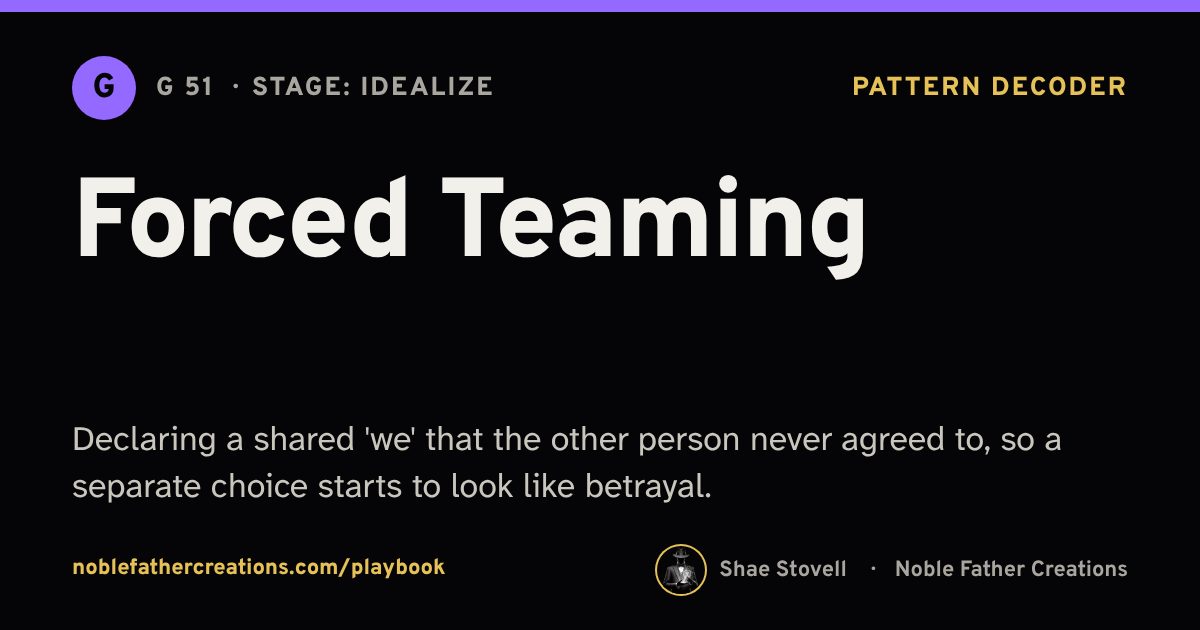 G
G 51 · STAGE: IDEALIZE
PATTERN DECODER
Forced Teaming
Declaring a shared 'we' that the other person never agreed to, so a
separate choice starts to look like betrayal.
noblefathercreations.com/playbook
Shae Stovell · Noble Father Creations